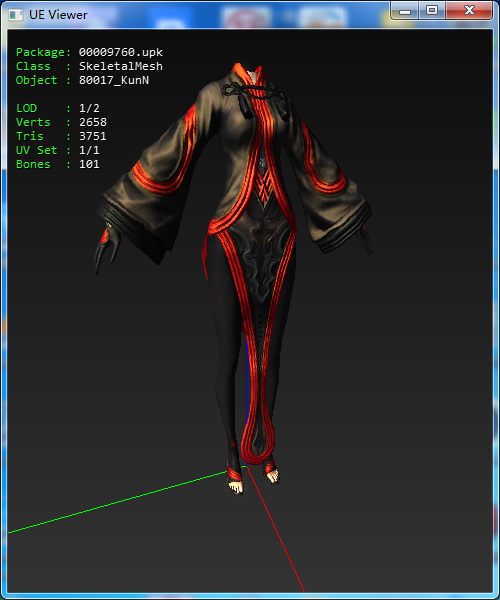 UE Viewer
Package: 00009760.upk
Class : SkeletalMesh
Object : 80017_KunN
LOD : 1/2
Verts : 2658
Tris : 3751
UV Set : 1/1
Bones : 101